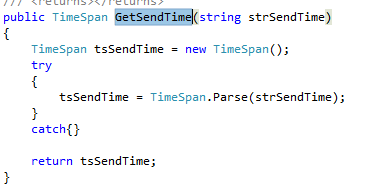 /// <returns></returns>
public TimeSpan GetSendTime(string strSendTime)
{
TimeSpan tsSendTime = new TimeSpan();
try
{
tsSendTime = TimeSpan.Parse(strSendTime);
}
catch{}
return tsSendTime;
}